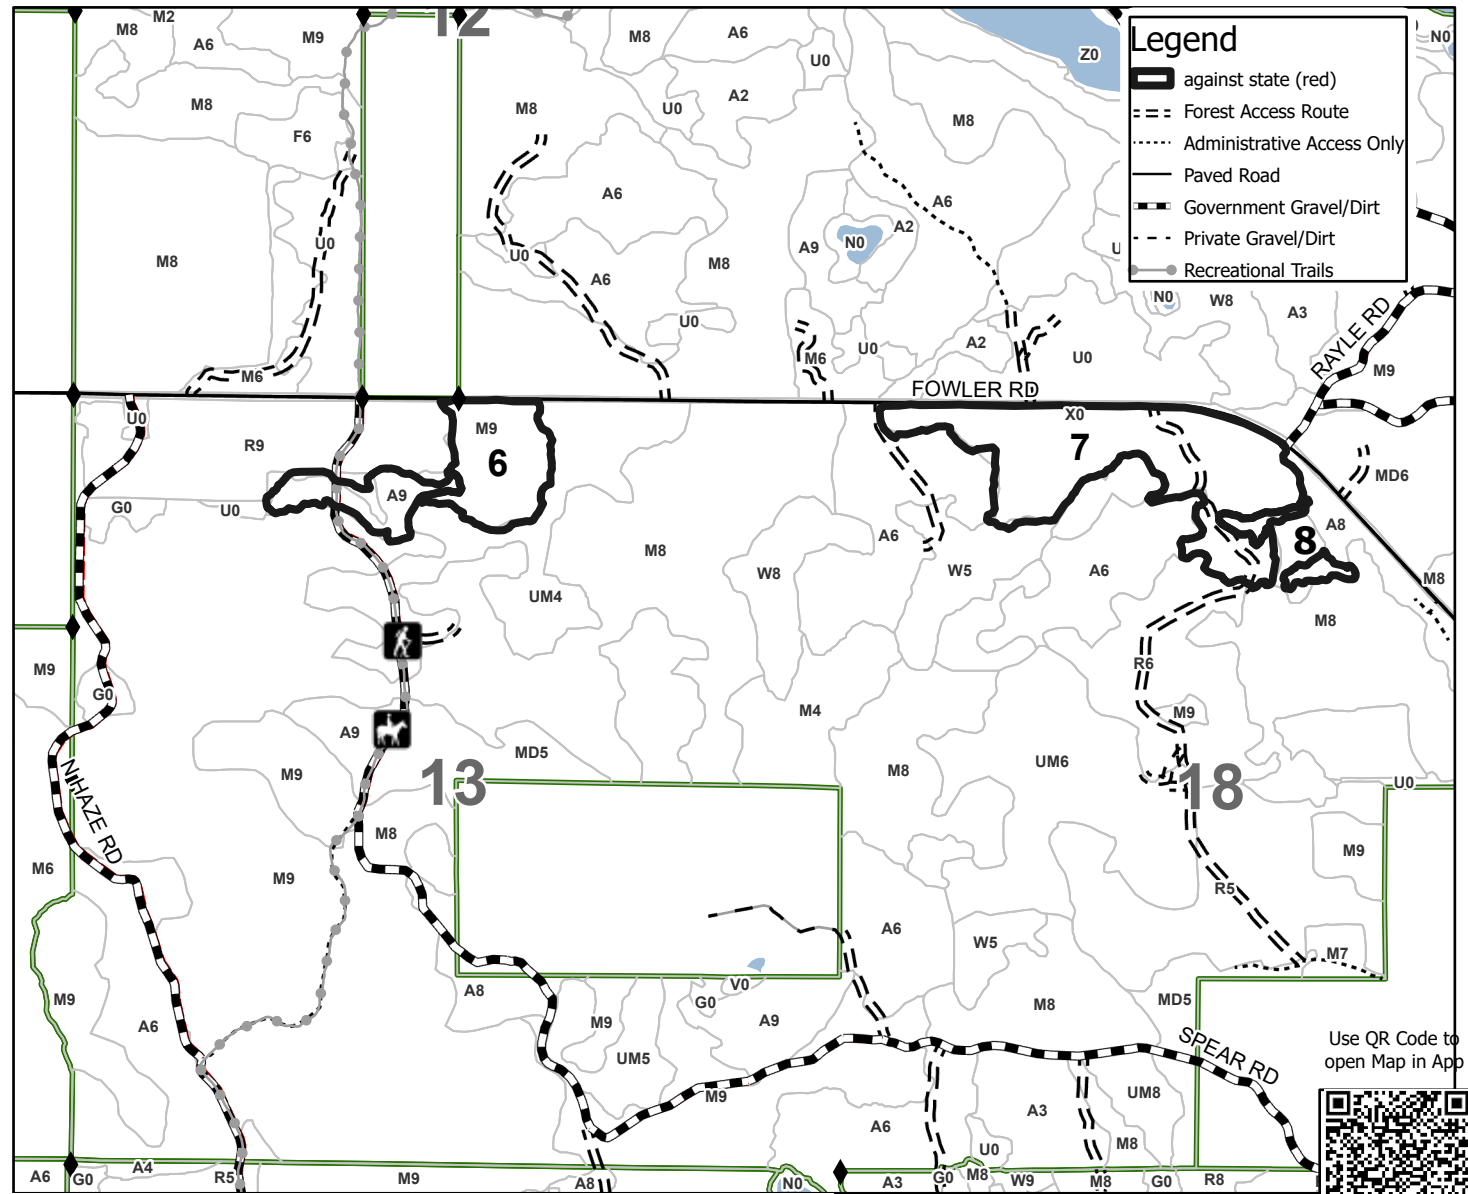 12
M2
M8
A6
M9
M8
A6
U0
Z0
N0
M8
F6
M8
U0
A2
M8
Legend
against state (red)
Forest Access Route
Administrative Access Only
Paved Road
Government Gravel/Dirt
Private Gravel/Dirt
Recreational Trails
A6
A6
A2
U0
M8
U0
A9
N0
A6
M8
U
N0
W8
A3
U0
M6
M6
U0
A2
U0
RAYLE RD
M9
FOWLER RD
U0
R9
M9
6
X0
7
MD6
G0
U0
A9
A8
8
M8
A6
W5
A6
W8
UM4
M8
M8
M9
G0
R6
M9
M4
A9
MD5
M9
13
M8
UM6
18
U0
N HAZE RD
M8
M6
M9
M9
R5
A6
W5
M7
M9
A6
A8
V0
G0
A9
M9
UM5
M8
MD5
SPEAR RD
Use QR Code to
open Map in App
M9
A6
A3
UM8
M8
U0
A6
G0
A4
R5
M9
A8
N0
A3
G0
M8
W9
M8
G0
R8